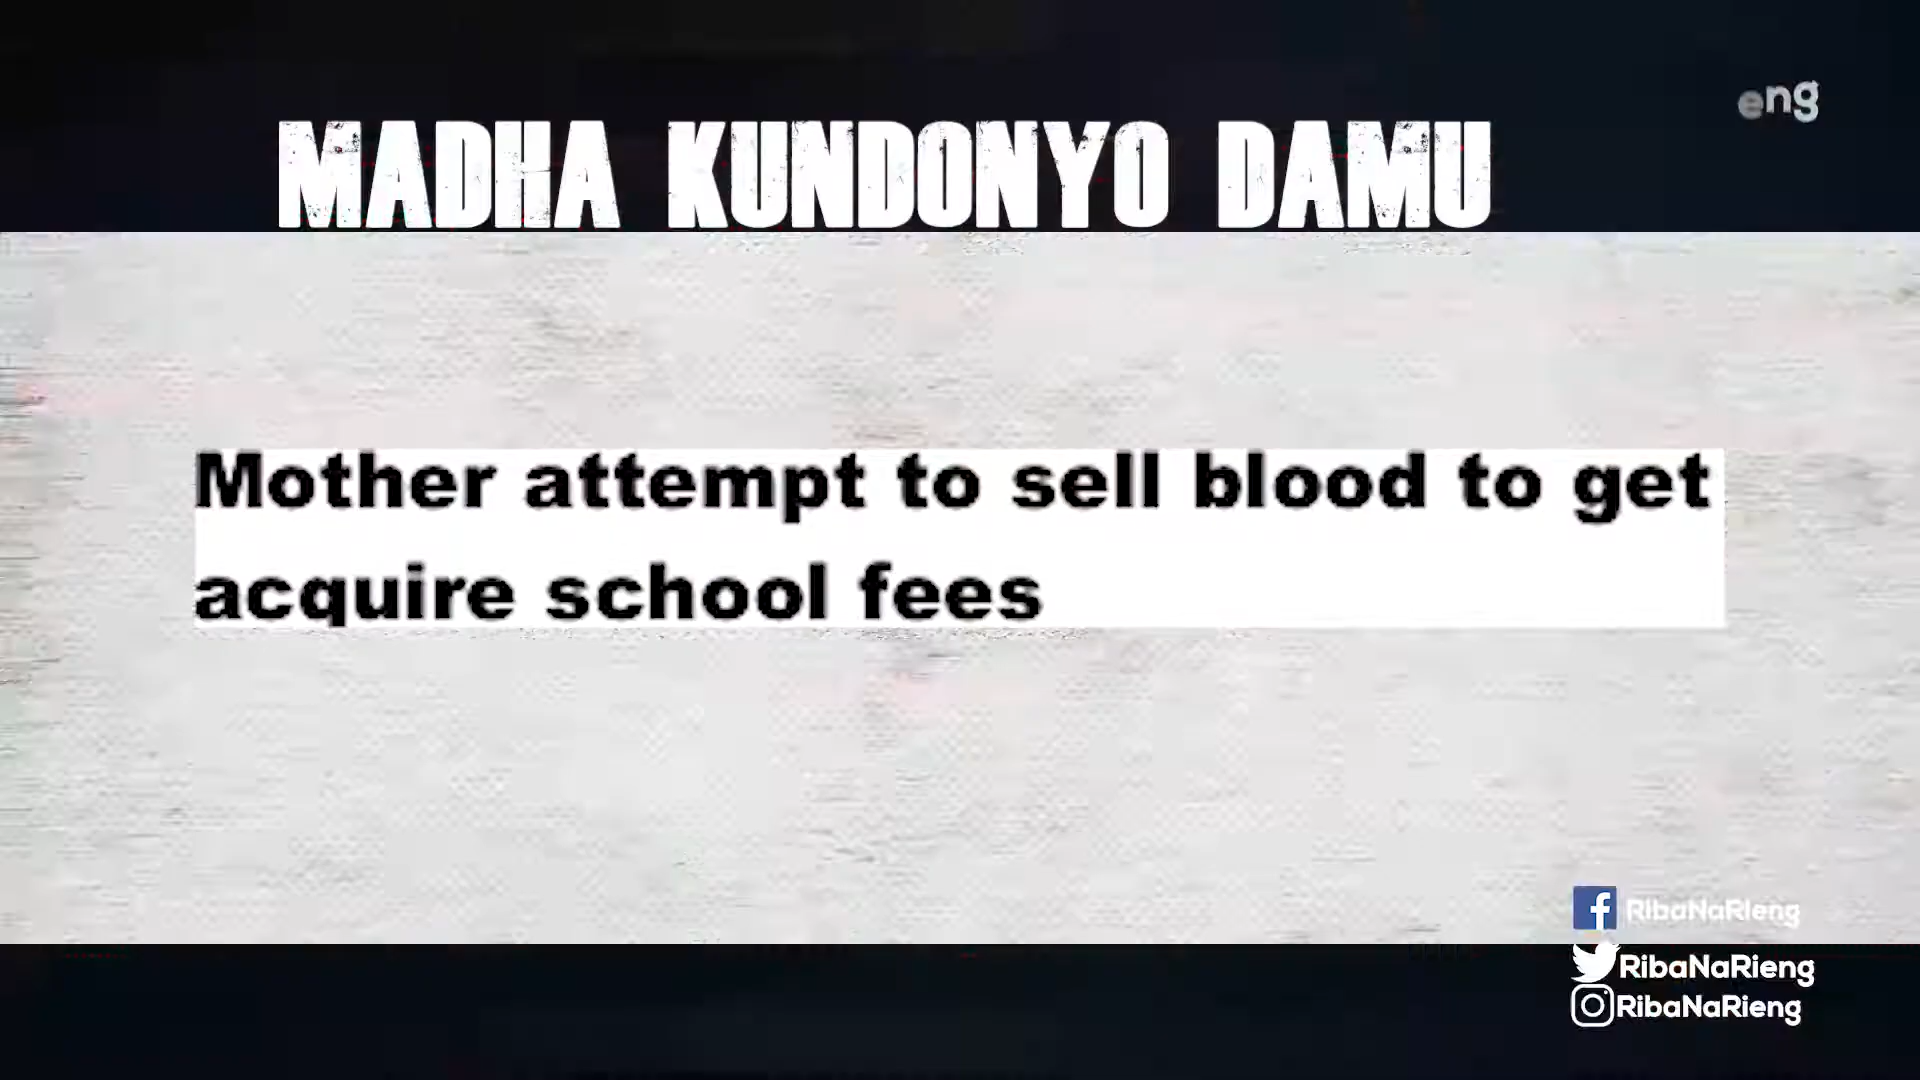 eng
MADHA KUNDONYO DAMU
Mother attempt to sell blood to get
acquire school fees
RibaNaRieng
RibaNaRieng
RibaNaRieng